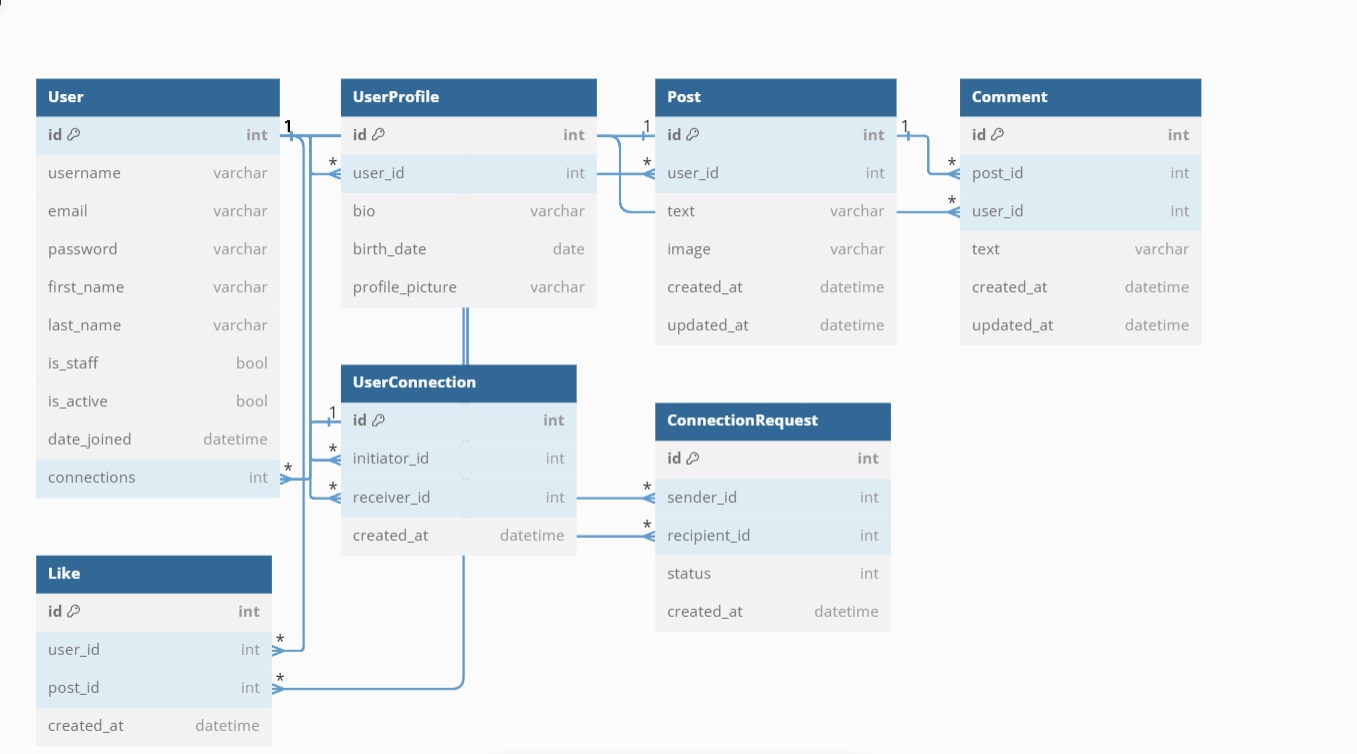 User
id int
username varchar
email varchar
password varchar
first_name varchar
last_name varchar
is_staff bool
is_active bool
date_joined datetime
connections int
1
*
UserProfile
id int
user_id int
bio varchar
birth_date date
profile_picture varchar
*
Post
id int
user_id int
text varchar
image varchar
created_at datetime
updated_at datetime
1
*
1
Comment
id int
post_id int
user_id int
text varchar
created_at datetime
updated_at datetime
*
*
UserConnection
id int
initiator_id int
receiver_id int
created_at datetime
1
*
*
ConnectionRequest
id int
sender_id int
recipient_id int
status int
created_at datetime
*
*
Like
id int
user_id int
post_id int
created_at datetime
*
*